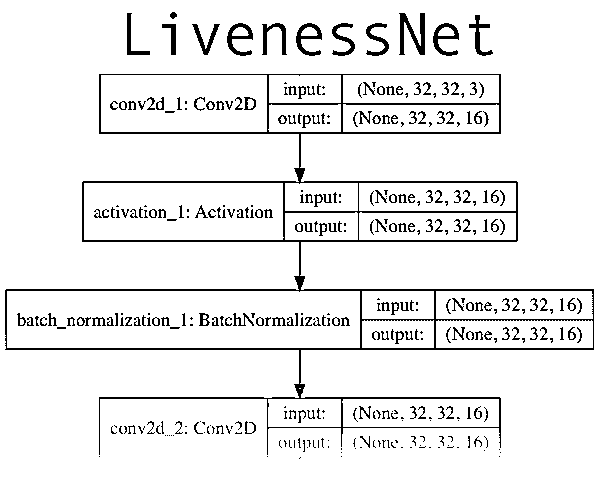 LivenessNet
conv2d_1: Conv2D
input: (None, 32, 32, 3)
output: (None, 32, 32, 16)
activation_1: Activation
input: (None, 32, 32, 16)
output: (None, 32, 32, 16)
batch_normalization_1: BatchNormalization
input: (None, 32, 32, 16)
output: (None, 32, 32, 16)
conv2d_2: Conv2D
input: (None, 32, 32, 16)
output: (None, 32, 32, 16)